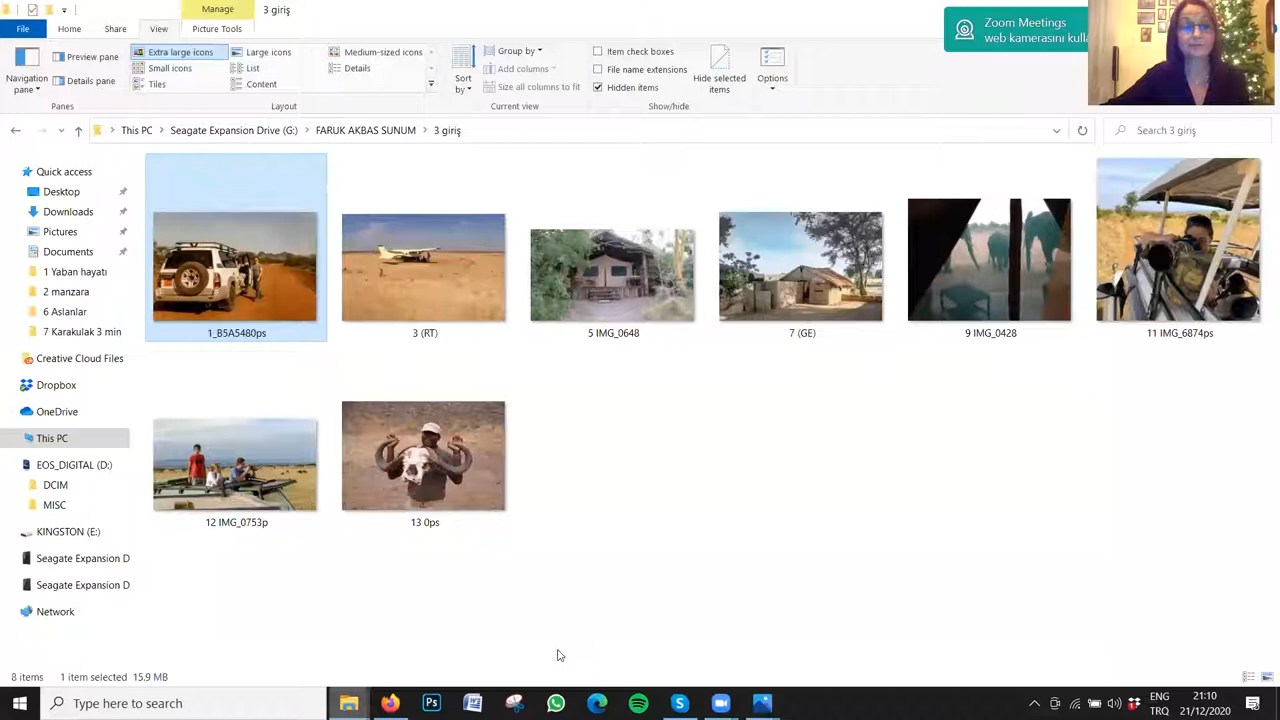 Manage
3 giriş
File
Home
Share
View
Picture Tools
Zoom Meetings
web kamerasını kulla
Navigation pane
Preview pane
Details pane
Panes
Extra large icons
Large icons
Medium-sized icons
Small icons
List
Details
Tiles
Content
Layout
Sort by
Group by
Add columns
Size all columns to fit
Current view
Item check boxes
File name extensions
Hidden items
Hide selected items
Options
Show/hide
This PC
Seagate Expansion Drive (G:)
FARUK AKBAS SUNUM
3 giriş
Search 3 giriş
Quick access
Desktop
Downloads
Pictures
Documents
1 Yaban hayatı
2 manzara
6 Aslanlar
7 Karakulak 3 min
Creative Cloud Files
Dropbox
OneDrive
This PC
EOS_DIGITAL (D:)
DCIM
MISC
KINGSTON (E:)
Seagate Expansion D
Seagate Expansion D
Network
1_B5A5480ps
3 (RT)
5 IMG_0648
7 (GE)
9 IMG_0428
11 IMG_6874ps
12 IMG_0753p
13 0ps
8 items
1 item selected 15.9 MB
Type here to search
Ps
ENG
TRQ
21:10
21/12/2020